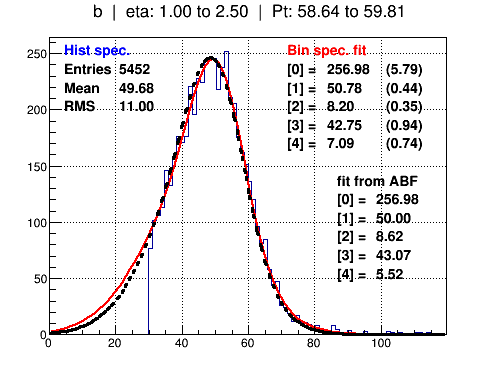 b | eta: 1.00 to 2.50 | Pt: 58.64 to 59.81
Hist spec.
Entries 5452
Mean 49.68
RMS 11.00
Bin spec. fit
[0] = 256.98 (5.79)
[1] = 50.78 (0.44)
[2] = 8.20 (0.35)
[3] = 42.75 (0.94)
[4] = 7.09 (0.74)
fit from ABF
[0] = 256.98
[1] = 50.00
[2] = 8.62
[3] = 43.07
[4] = 5.52
250
200
150
100
50
0
0 20 40 60 80 100